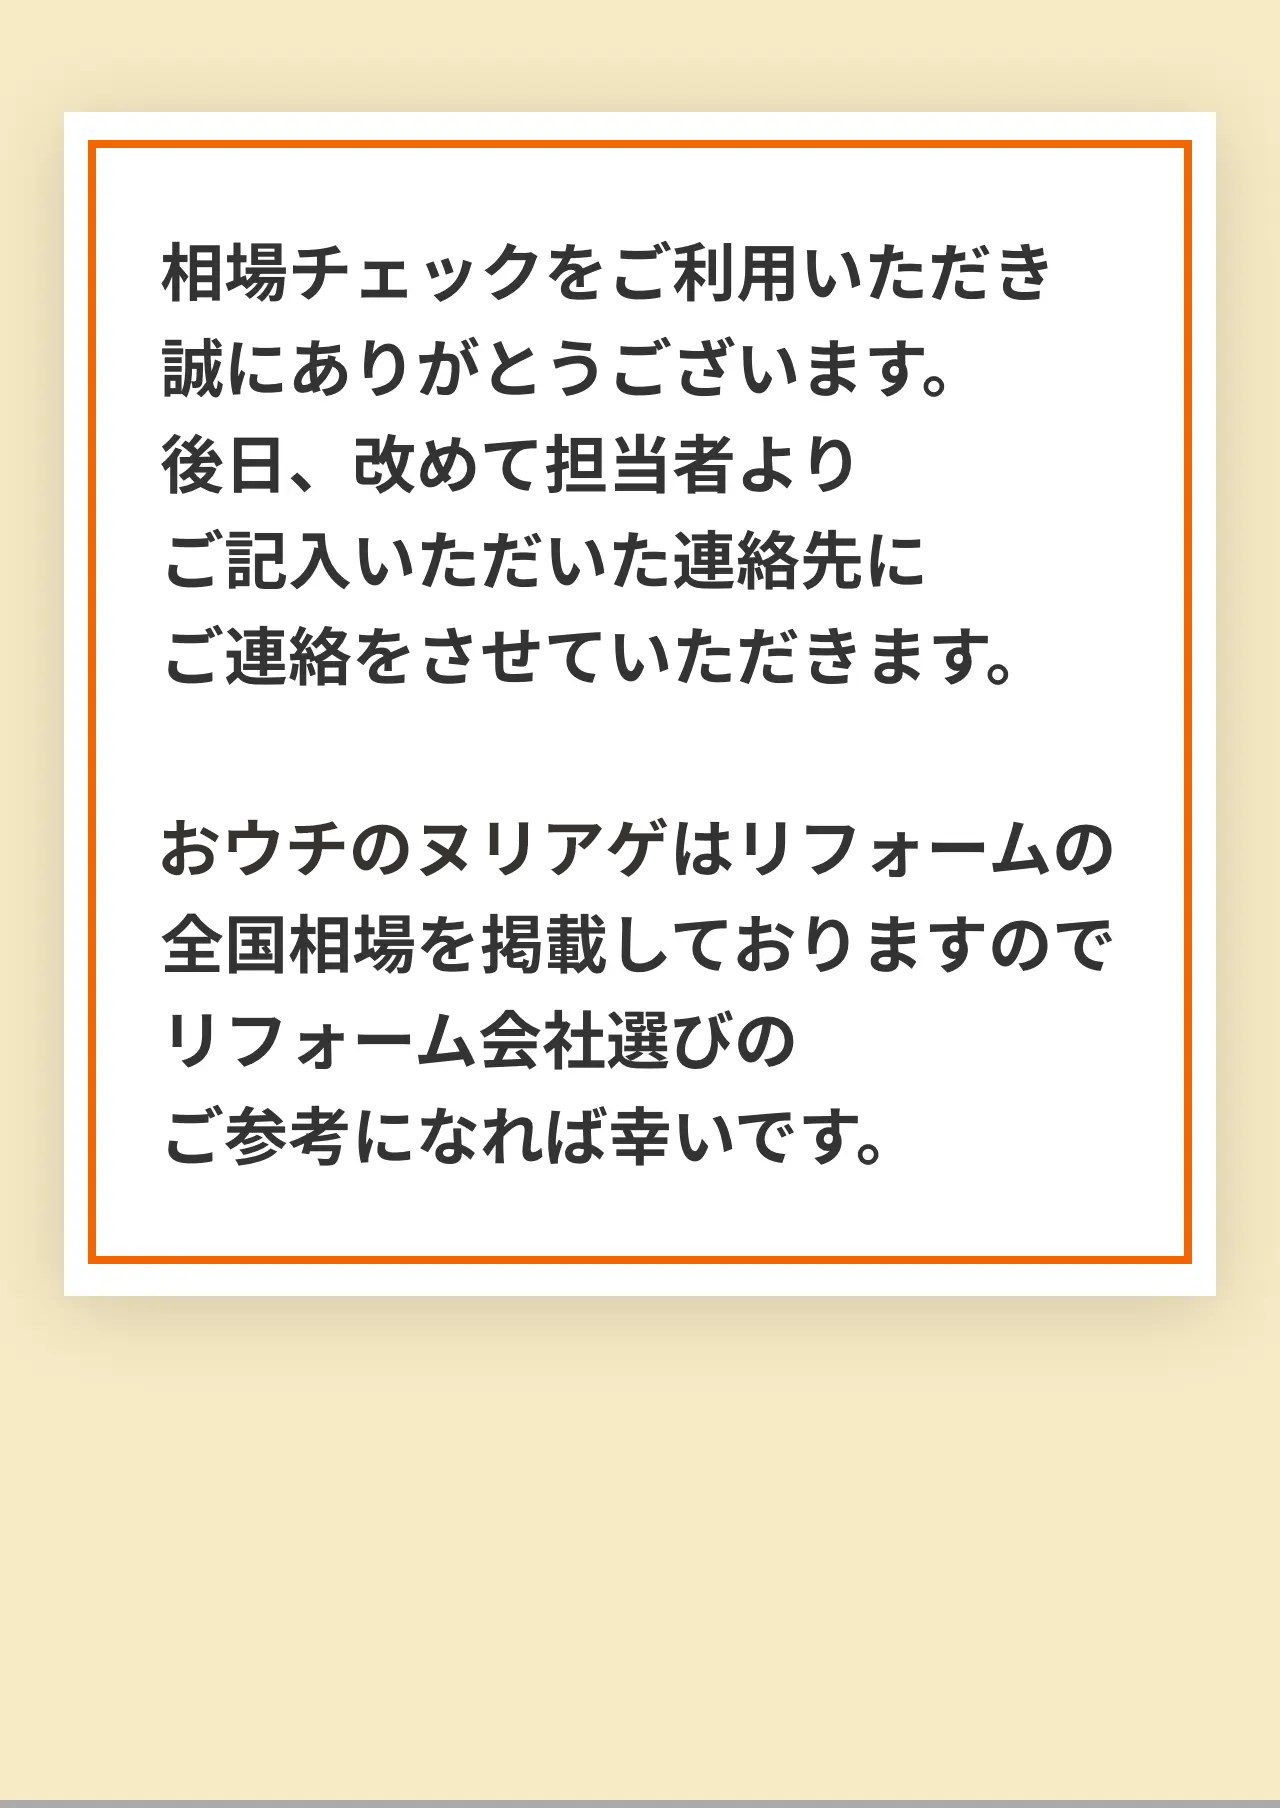 相場チェックをご利用いただき
誠にありがとうございます。
後日、改めて担当者より
ご記入いただいた連絡先に
ご連絡をさせていただきます。
おウチのヌリアゲはリフォームの
全国相場を掲載しておりますので
リフォーム会社選びの
ご参考になれば幸いです。